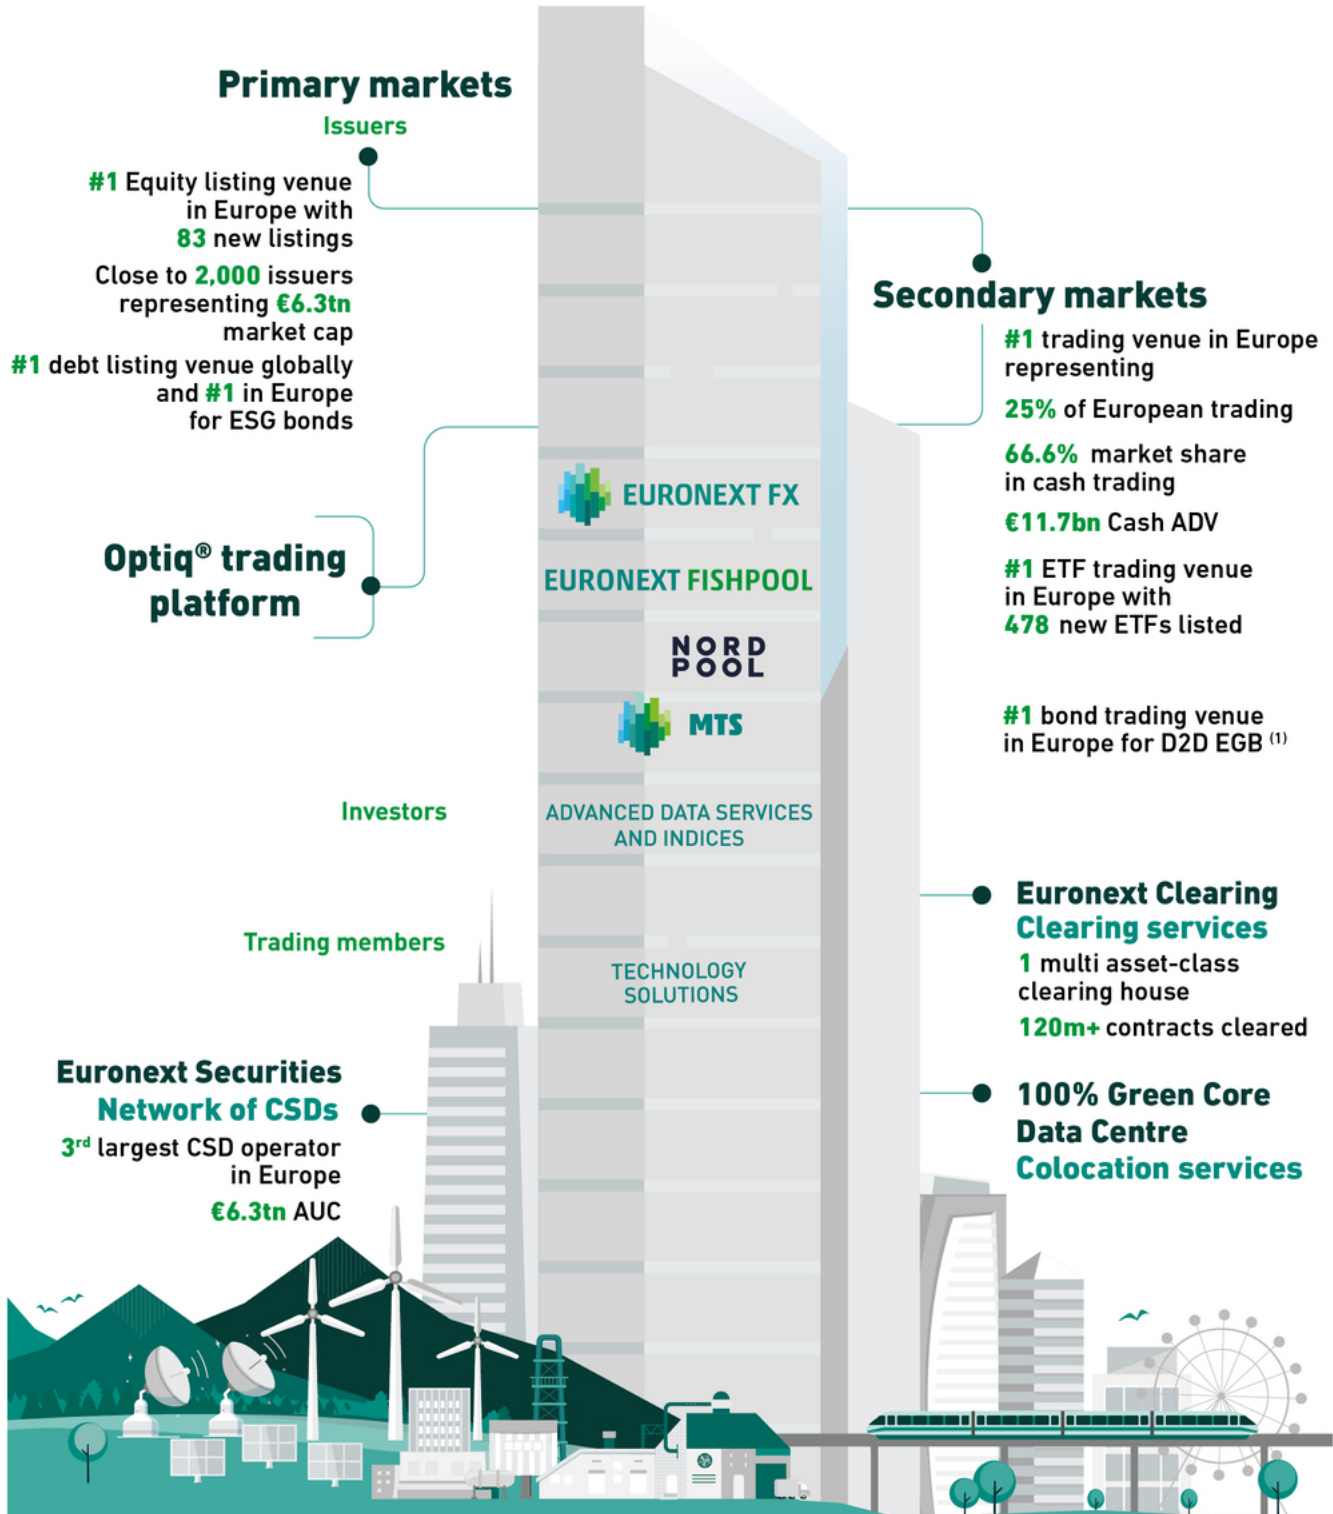 Primary markets
Issuers
#1 Equity listing venue
in Europe with
83 new listings
Close to 2,000 issuers
representing €6.3tn
market cap
#1 debt listing venue globally
and #1 in Europe
for ESG bonds
Optiq® trading
platform
Secondary markets
#1 trading venue in Europe
representing
25% of European trading
66.6% market share
in cash trading
€11.7bn Cash ADV
#1 ETF trading venue
in Europe with
478 new ETFs listed
#1 bond trading venue
in Europe for D2D EGB (1)
EURONEXT FX
EURONEXT FISHPOOL
NORD
POOL
MTS
ADVANCED DATA SERVICES
AND INDICES
TECHNOLOGY
SOLUTIONS
Investors
Trading members
Euronext Securities
Network of CSDs
3rd largest CSD operator
in Europe
€6.3tn AUC
Euronext Clearing
Clearing services
1 multi asset-class
clearing house
120m+ contracts cleared
100% Green Core
Data Centre
Colocation services